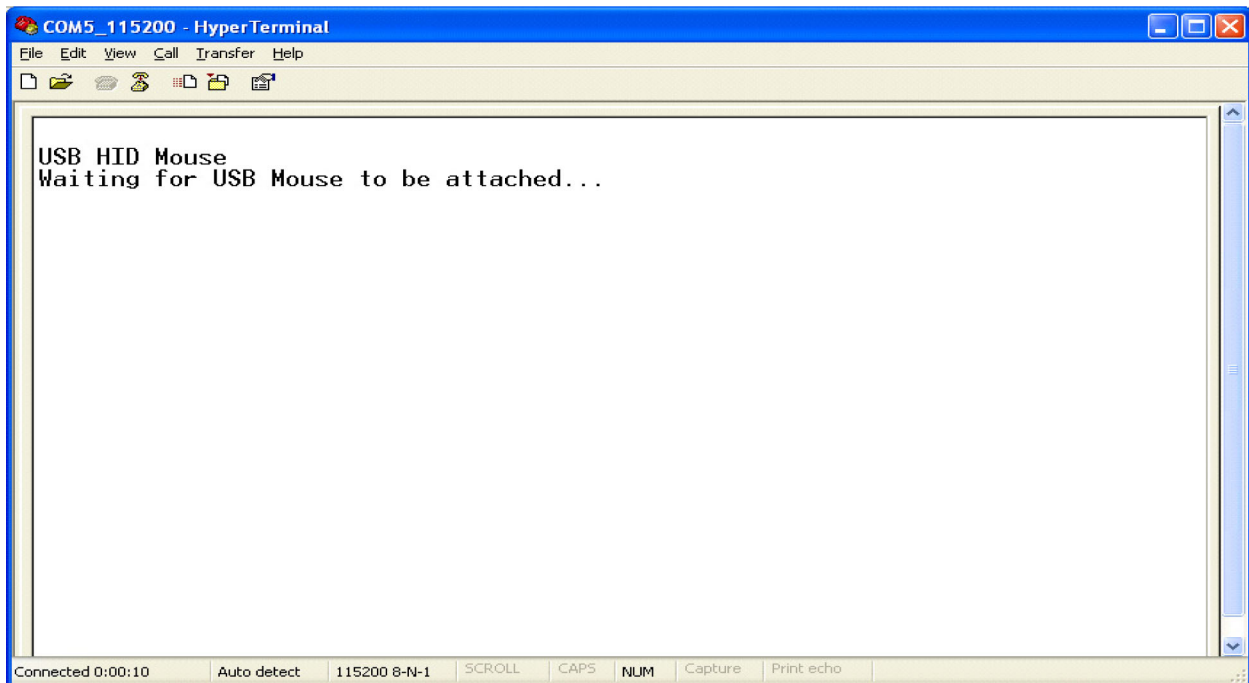 COM5_115200 - HyperTerminal
File Edit View Call Transfer Help
USB HID Mouse
Waiting for USB Mouse to be attached...
Connected 0:00:10 Auto detect 115200 8-N-1 SCROLL CAPS NUM Capture Print echo